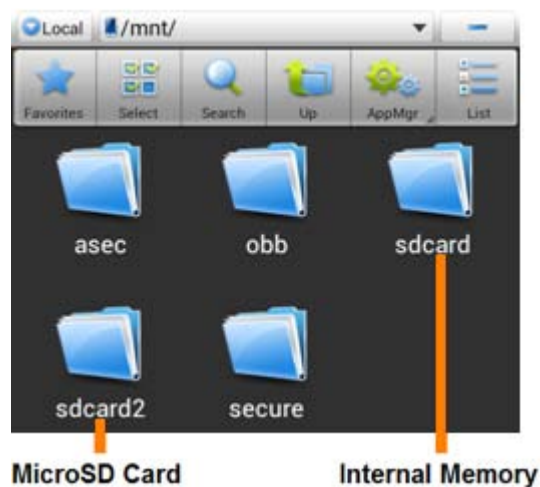 Local /mnt/
Favorites Select Search Up AppMgr List
asec obb sdcard
sdcard2 secure
MicroSD Card Internal Memory